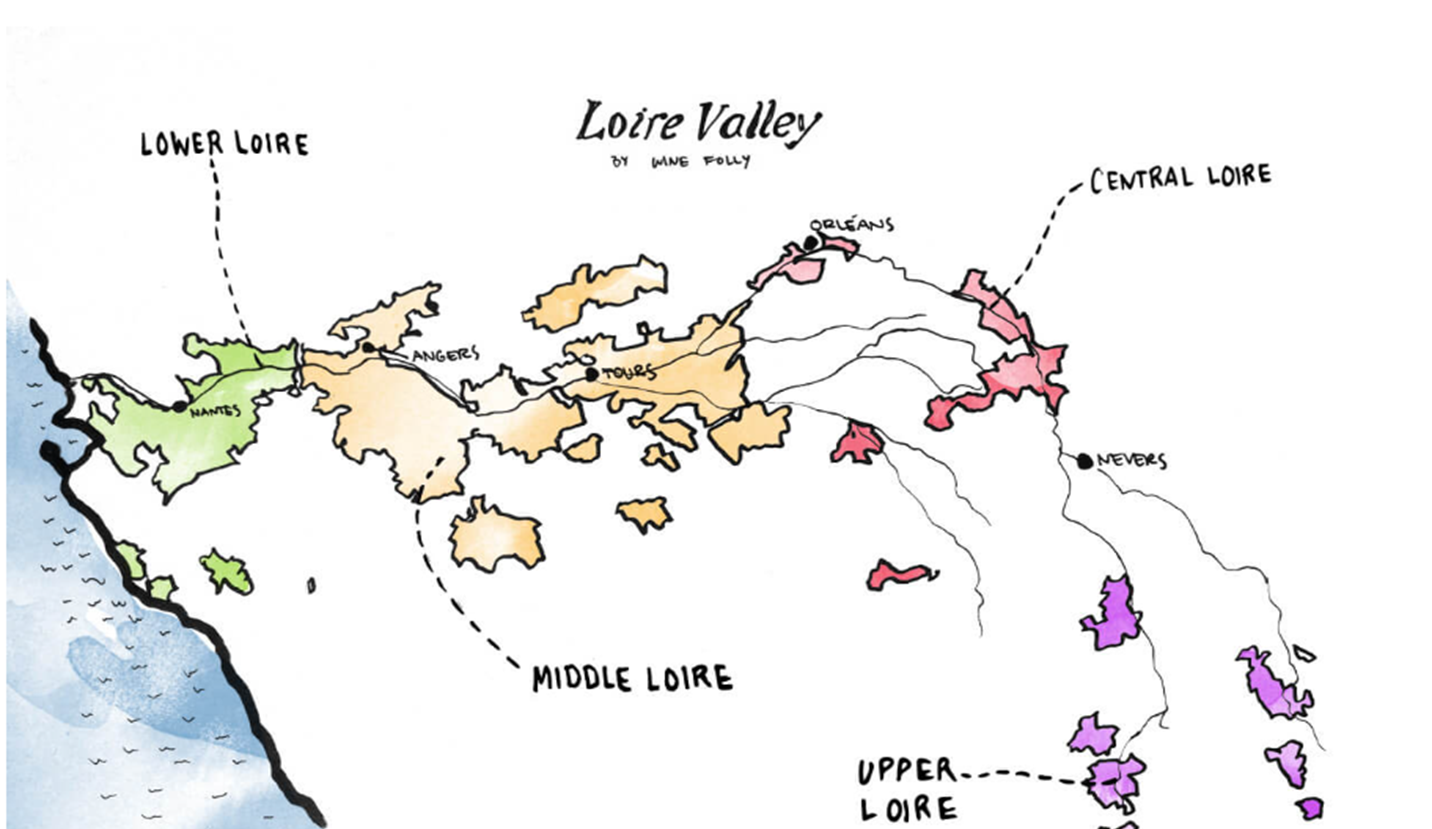 Loire Valley
BY WINE FOLLY
LOWER LOIRE
CENTRAL LOIRE
ORLÉANS
ANGERS
TOURS
NANTES
NEVERS
MIDDLE LOIRE
UPPER
LOIRE